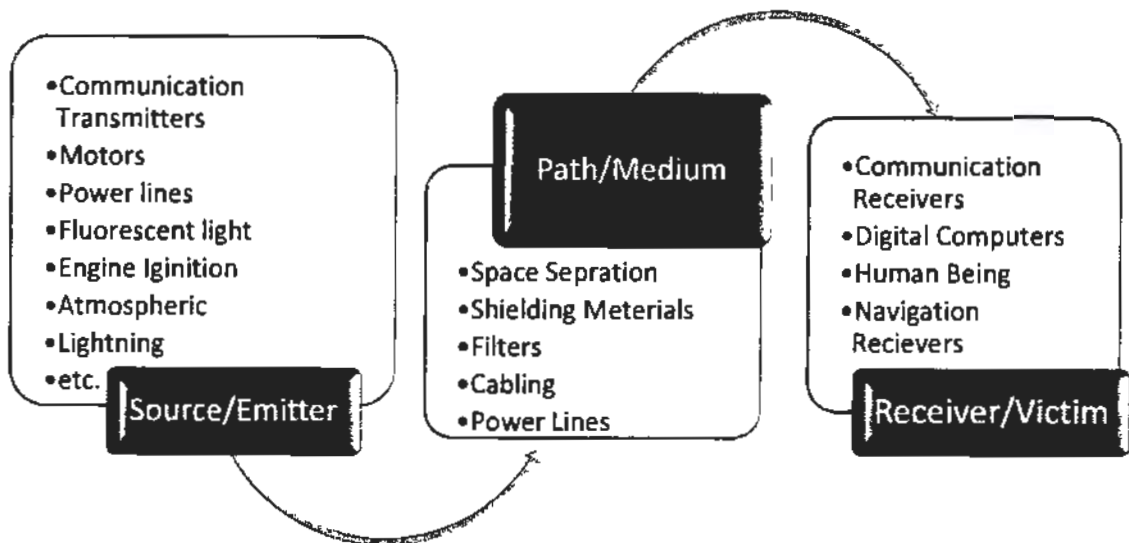 •Communication
Transmitters
•Motors
•Power lines
•Fluorescent light
•Engine Iginition
•Atmospheric
•Lightning
•etc.
Source/Emitter
Path/Medium
•Space Sepration
•Shielding Meterials
•Filters
•Cabling
•Power Lines
•Communication
Receivers
•Digital Computers
•Human Being
•Navigation
Recievers
Receiver/Victim